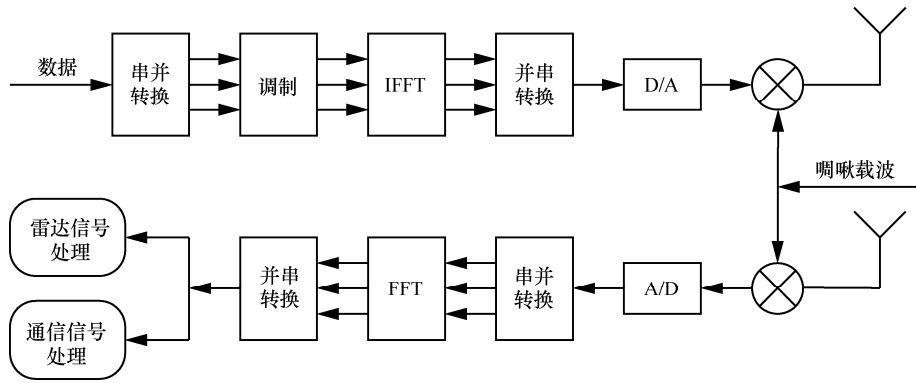 数据
串并
转换
调制
IFFT
并串
转换
D/A
啁啾载波
雷达信号
处理
通信信号
处理
并串
转换
FFT
串并
转换
A/D